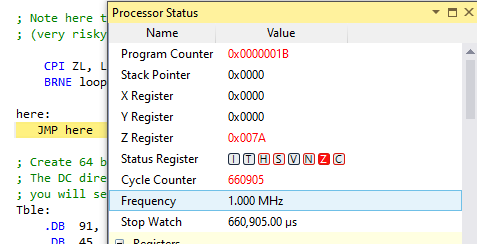 ; Note here t
; (very risky
CPI ZL, L
BRNE loop
here:
JMP here
; Create 64 b
; The DC dire
; you will se
Tble:
.DB 91,
.DB 45
Processor Status
Name Value
Program Counter 0x0000001B
Stack Pointer 0x0000
X Register 0x0000
Y Register 0x0000
Z Register 0x007A
Status Register I T H S V N Z C
Cycle Counter 660905
Frequency 1.000 MHz
Stop Watch 660,905.00 µs
Registers